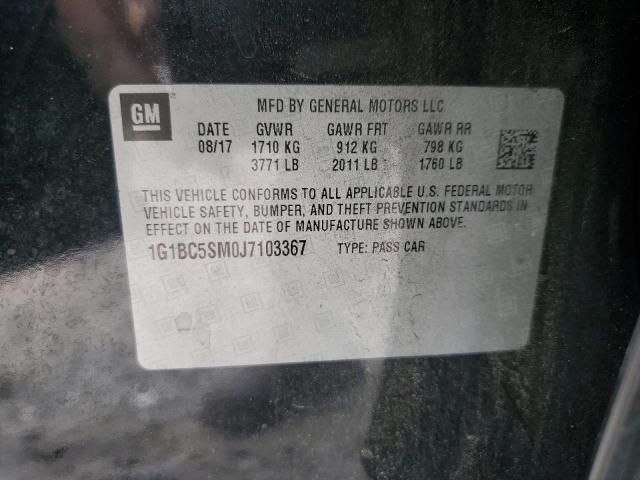 GM
MFD BY GENERAL MOTORS LLC
DATE GVWR GAWR FRT GAWR RR
08/17 1710 KG 912 KG 798 KG
3771 LB 2011 LB 1760 LB
THIS VEHICLE CONFORMS TO ALL APPLICABLE U.S. FEDERAL MOTOR
VEHICLE SAFETY, BUMPER, AND THEFT PREVENTION STANDARDS IN
EFFECT ON THE DATE OF MANUFACTURE SHOWN ABOVE.
1G1BC5SM0J7103367 TYPE: PASS CAR